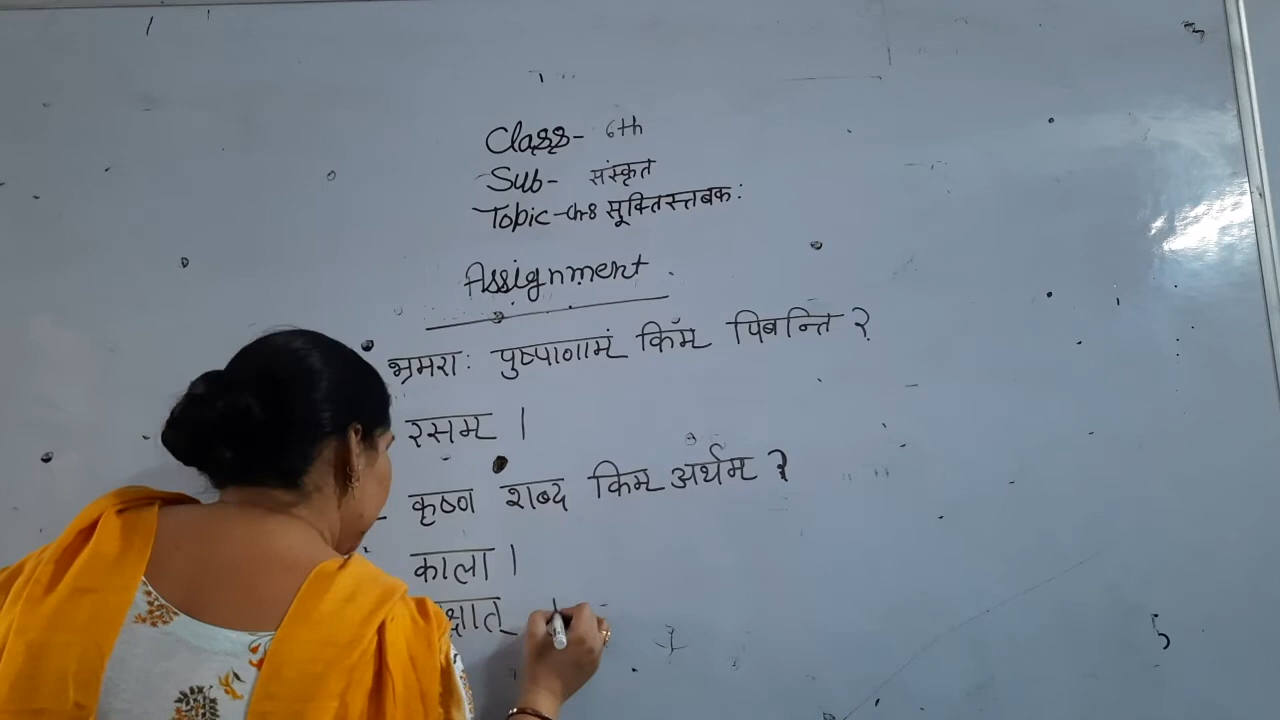 Class- 6th
Sub- संस्कृत
Topic-Ch-8 सूक्तिस्तबक:
Assignment.
भ्रमरा: पुष्पाणाम् किम् पिबन्ति ?
रसम् ।
कृष्ण शब्द किम् अर्थम ?
काला ।